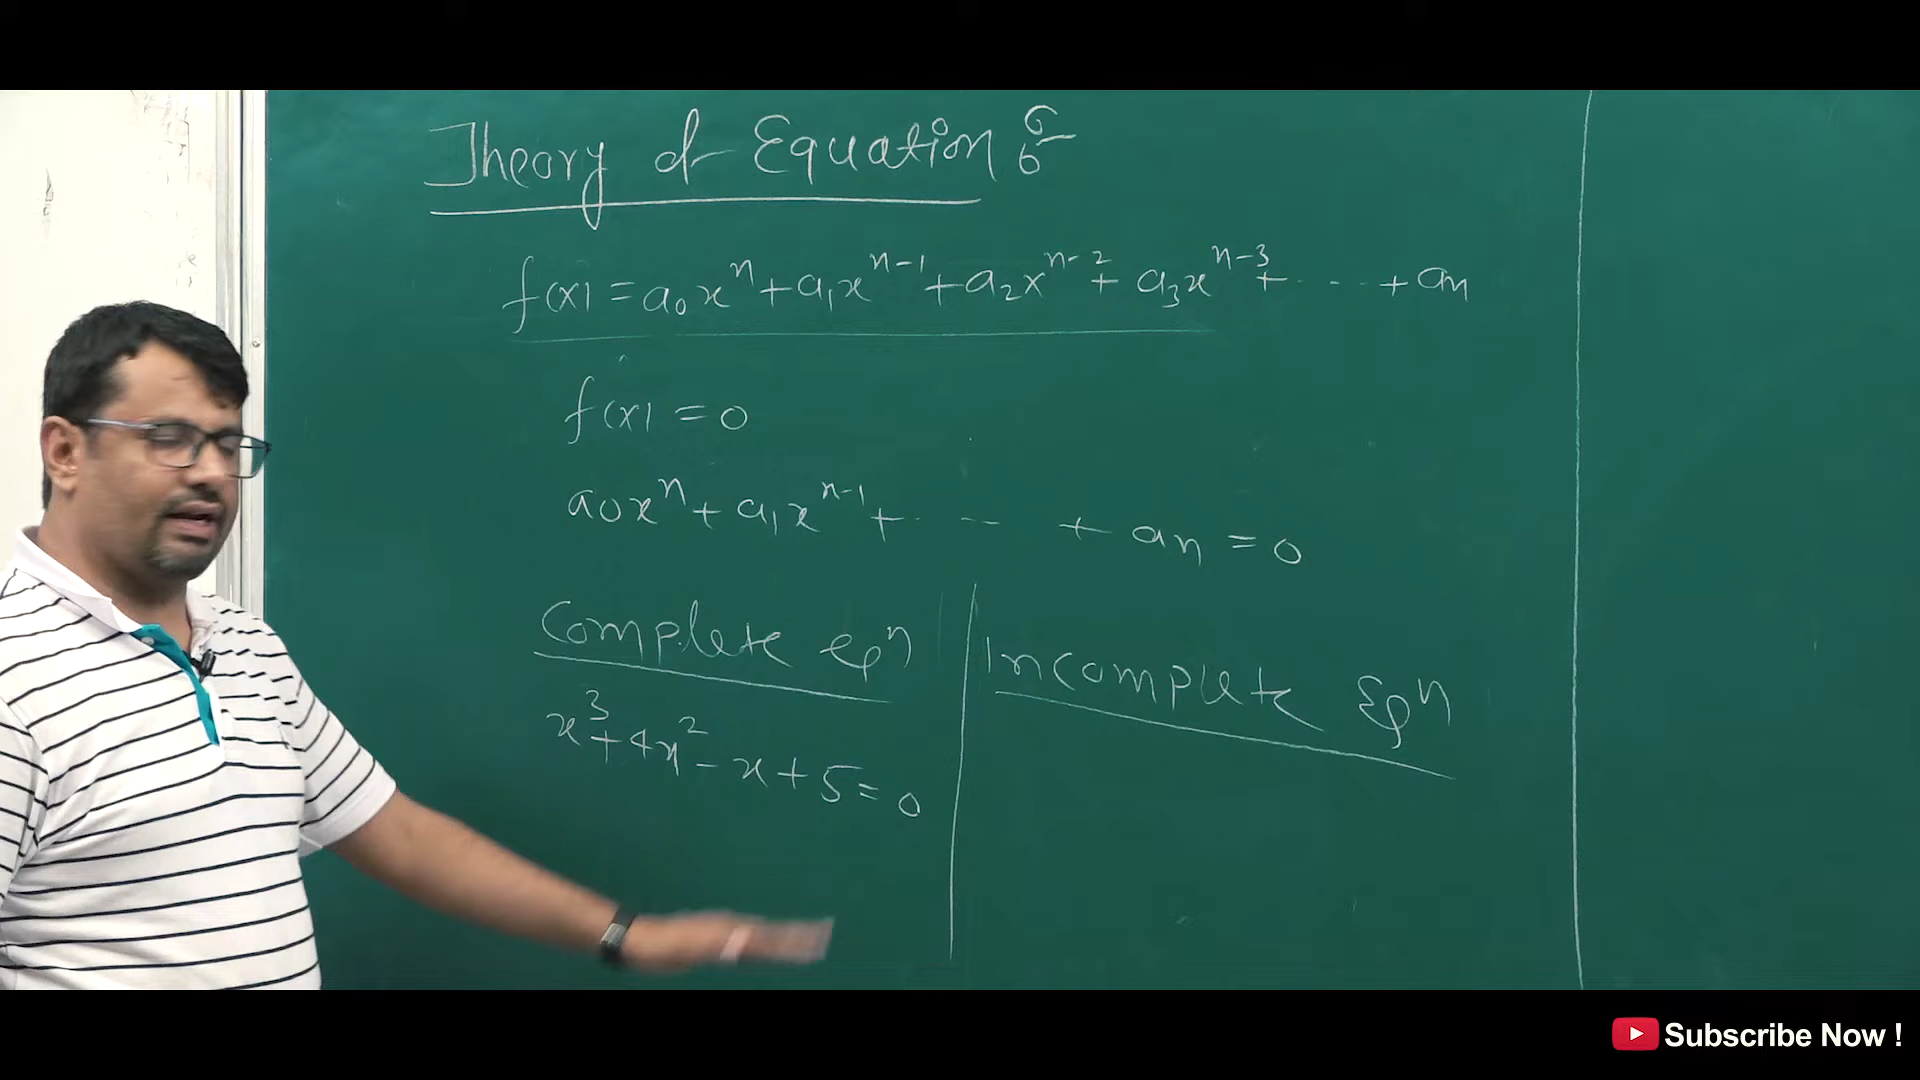 Theory of Equation :-
f(x) = a₀xⁿ + a₁xⁿ⁻¹ + a₂xⁿ⁻² + a₃xⁿ⁻³ + - - - + aₙ
f(x) = 0
a₀xⁿ + a₁xⁿ⁻¹ + - - - + aₙ = 0
Complete eqⁿ
x³ + 4x² - x + 5 = 0
Incomplete Eqⁿ
Subscribe Now !